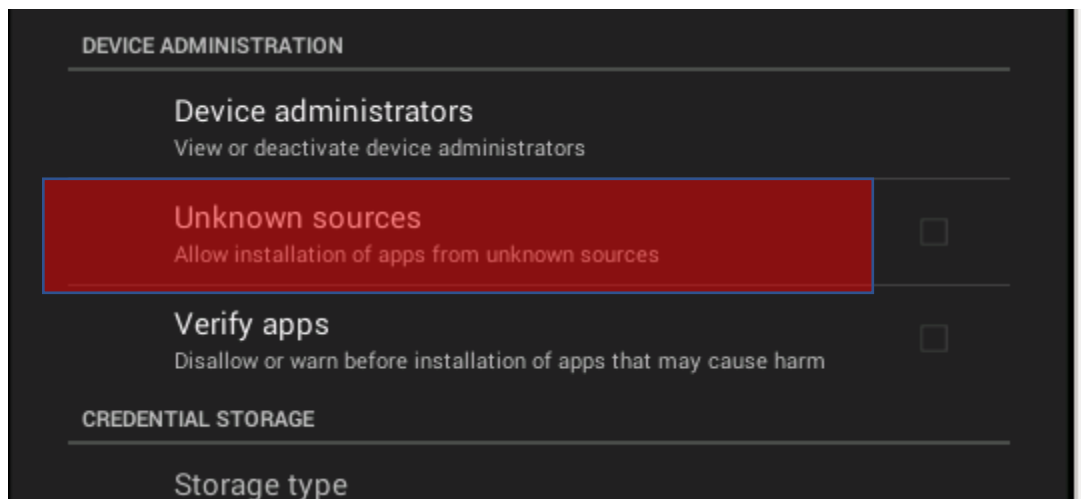 DEVICE ADMINISTRATION
Device administrators
View or deactivate device administrators
Unknown sources
Allow installation of apps from unknown sources
Verify apps
Disallow or warn before installation of apps that may cause harm
CREDENTIAL STORAGE
Storage type